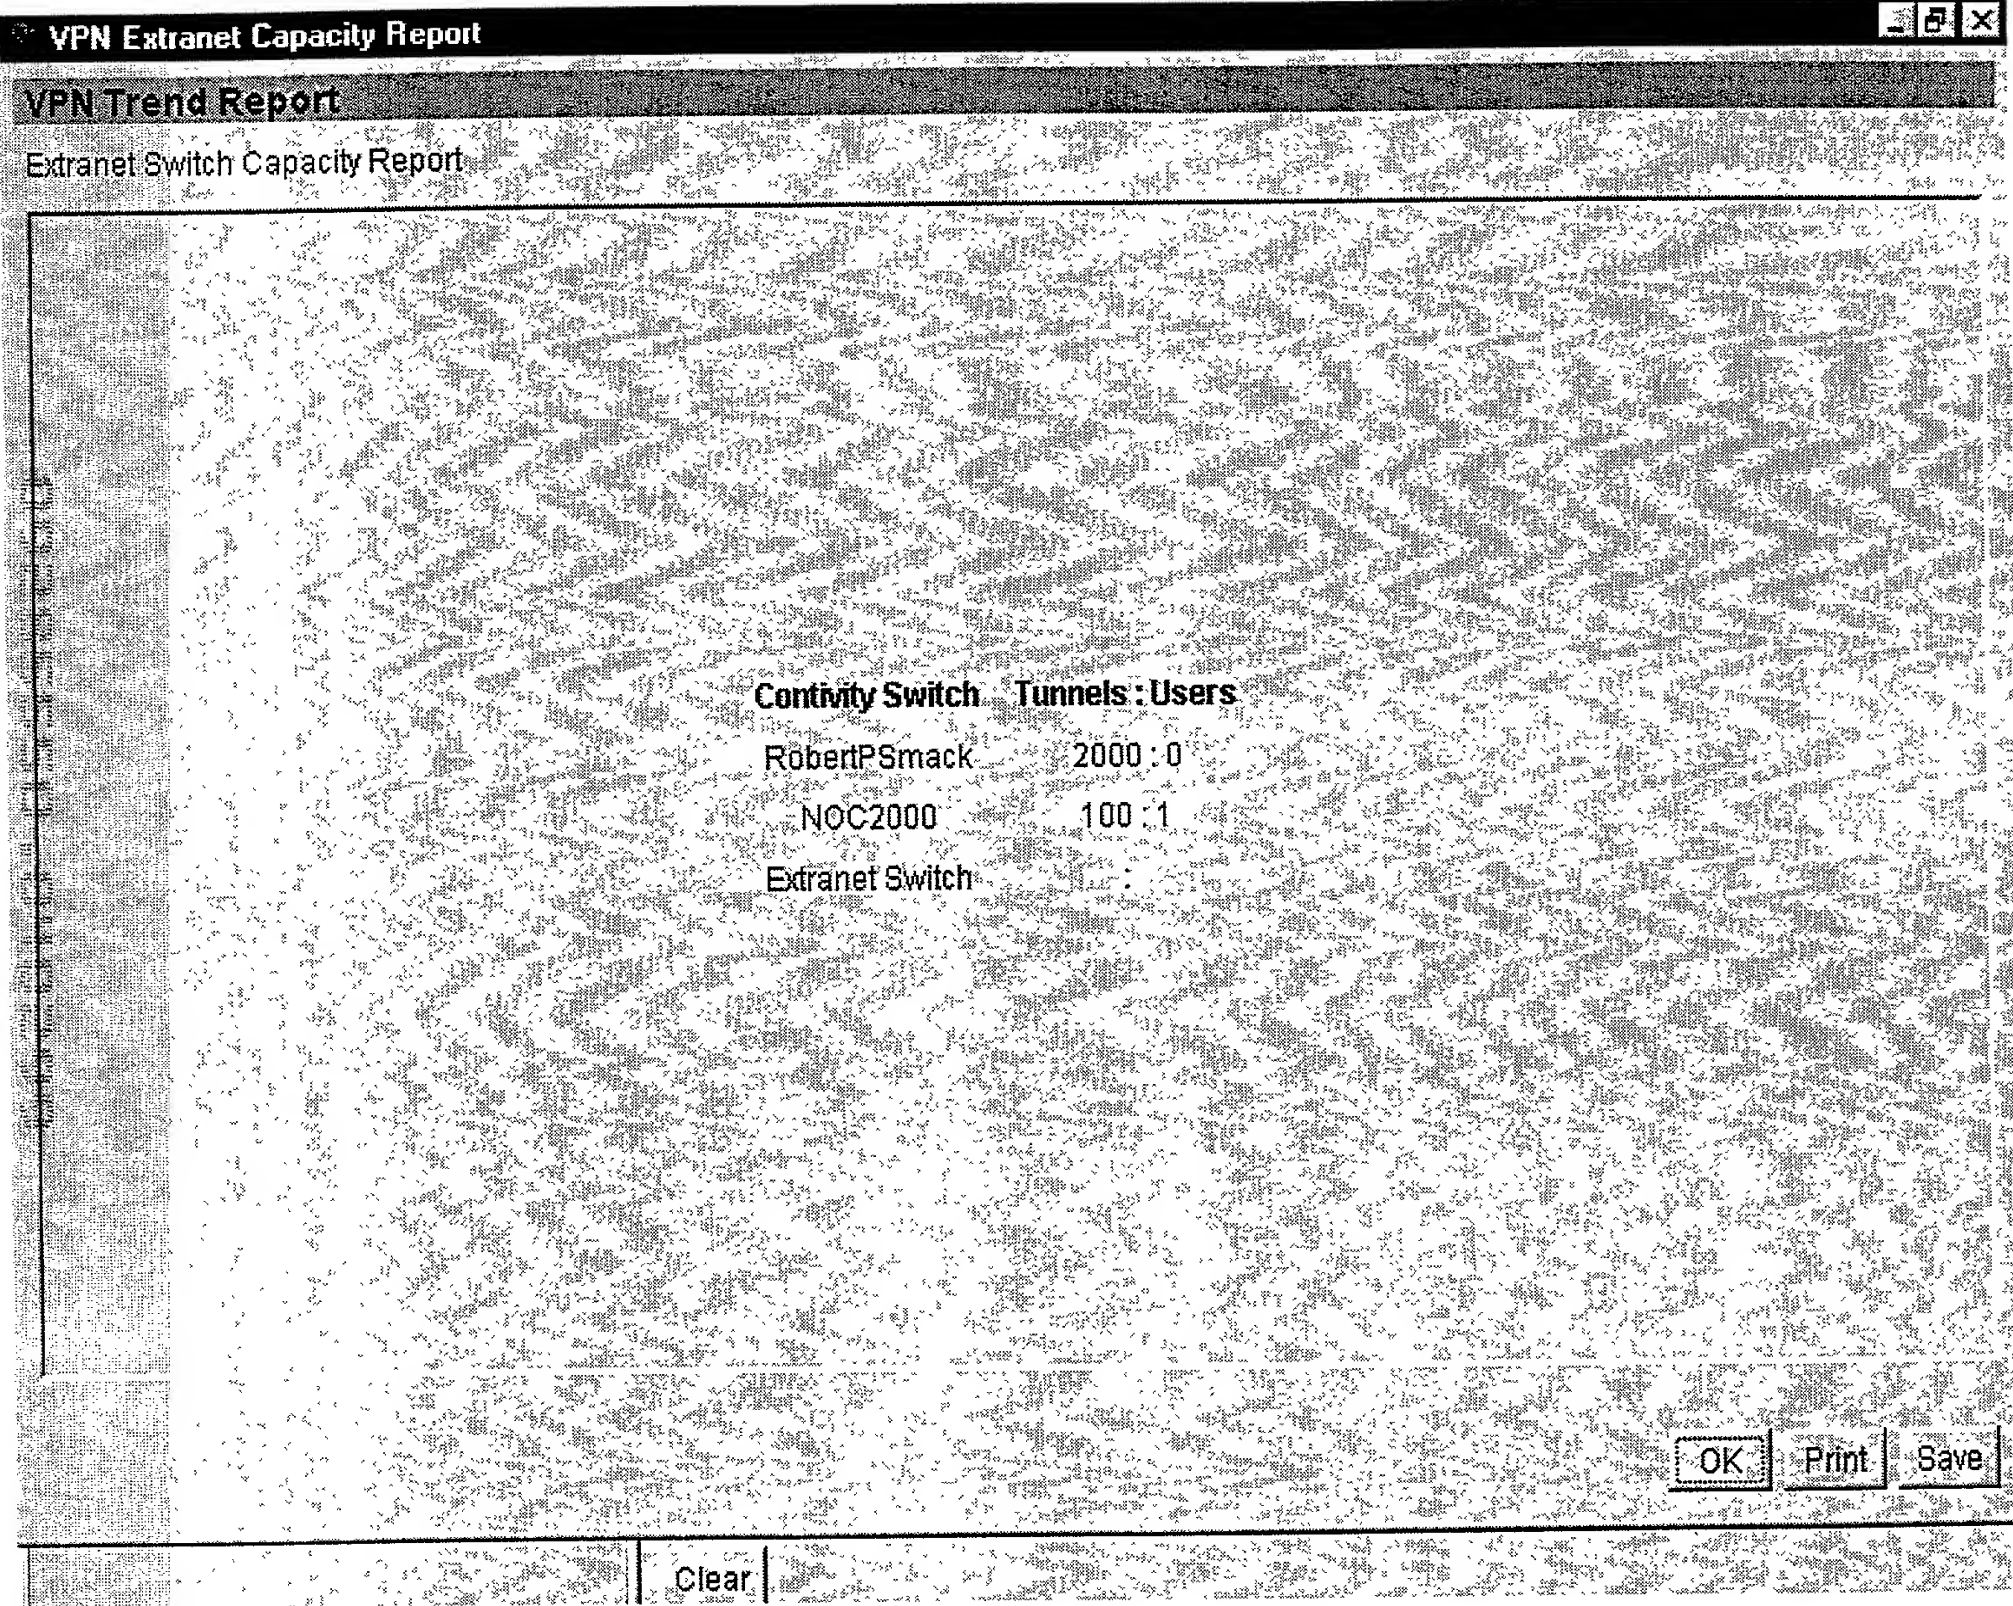 VPN Extranet Capacity Report
VPN Trend Report
Extranet Switch Capacity Report
Contivity Switch Tunnels : Users
RobertPSmack 2000 : 0
NOC2000 100 : 1
Extranet Switch :
OK Print Save
Clear